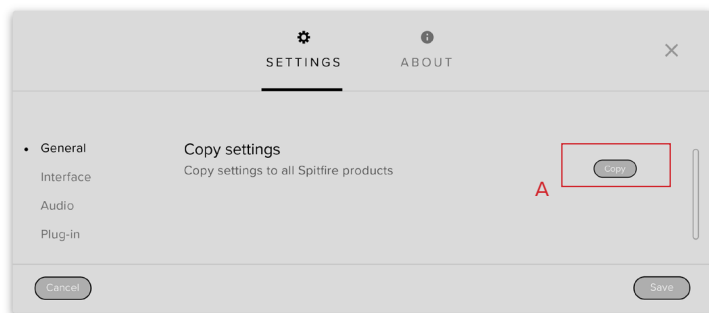 SETTINGS
ABOUT
General
Interface
Audio
Plug-in
Copy settings
Copy settings to all Spitfire products
Copy
A
Cancel
Save